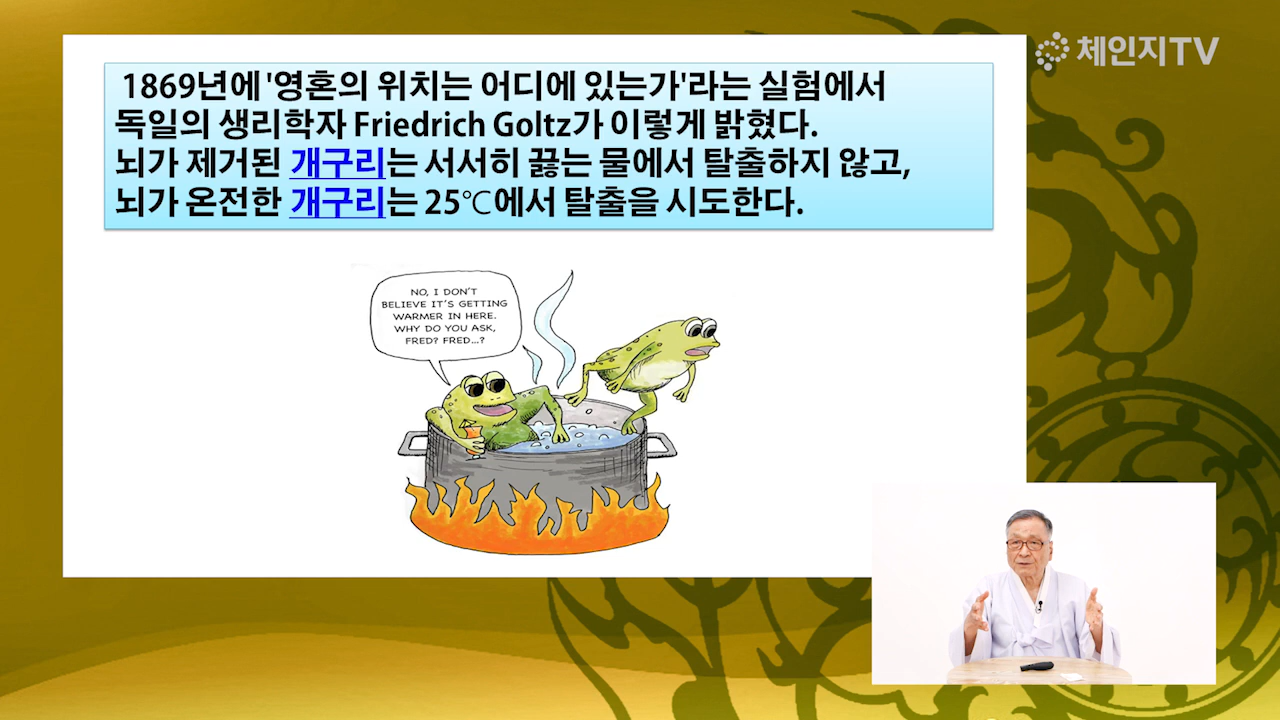 체인지TV
1869년에 '영혼의 위치는 어디에 있는가'라는 실험에서
독일의 생리학자 Friedrich Goltz가 이렇게 밝혔다.
뇌가 제거된 개구리는 서서히 끓는 물에서 탈출하지 않고,
뇌가 온전한 개구리는 25℃에서 탈출을 시도한다.
NO, I DON'T
BELIEVE IT'S GETTING
WARMER IN HERE.
WHY DO YOU ASK,
FRED? FRED...?